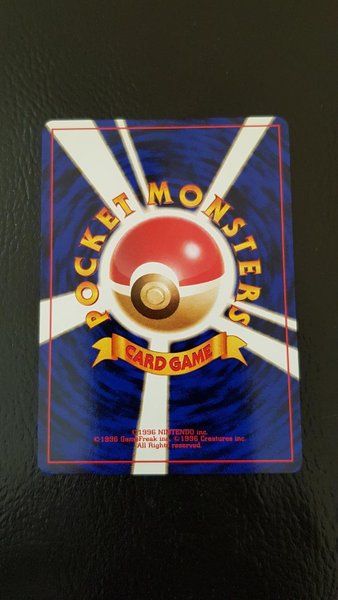 POCKET MONSTERS
CARD GAME
©1996 NINTENDO inc.
©1996 GameFreak inc. ©1996 Creatures inc.
All Rights reserved.